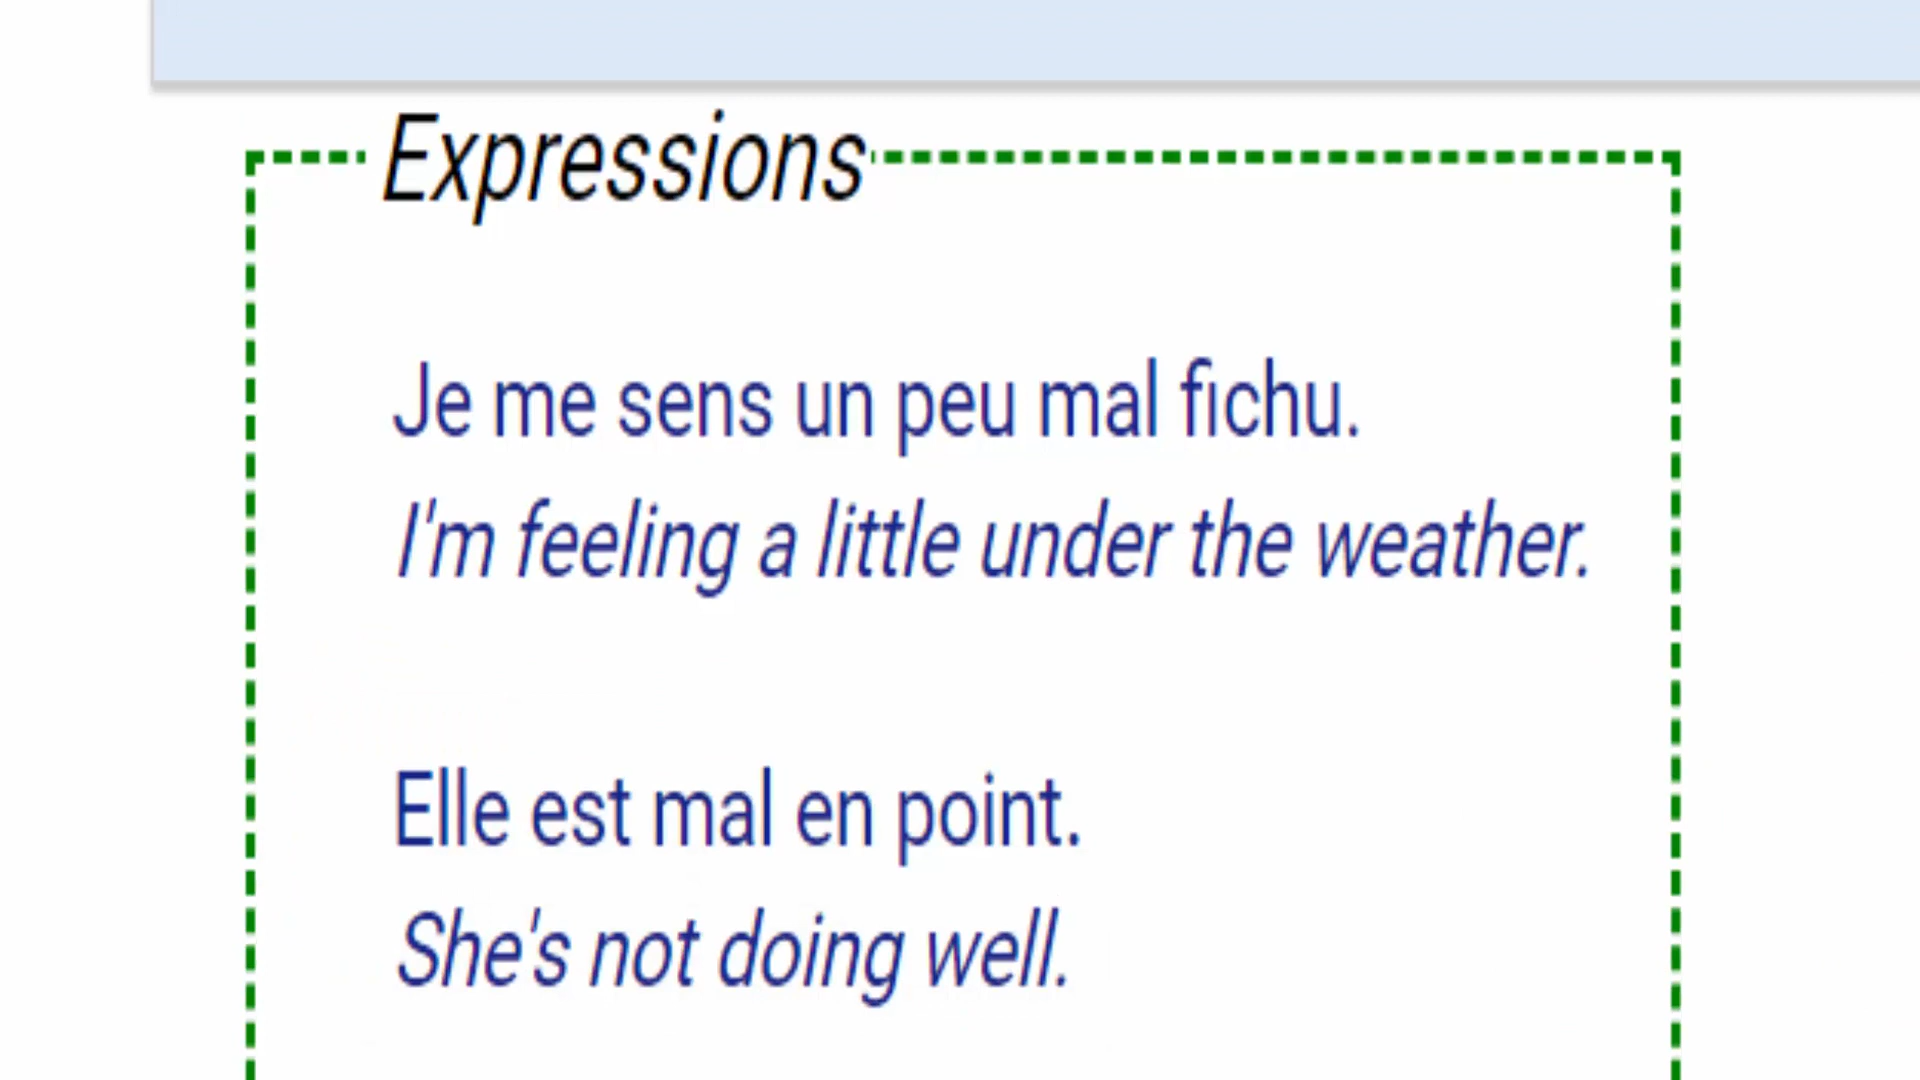 Expressions
Je me sens un peu mal fichu.
I'm feeling a little under the weather.
Elle est mal en point.
She's not doing well.